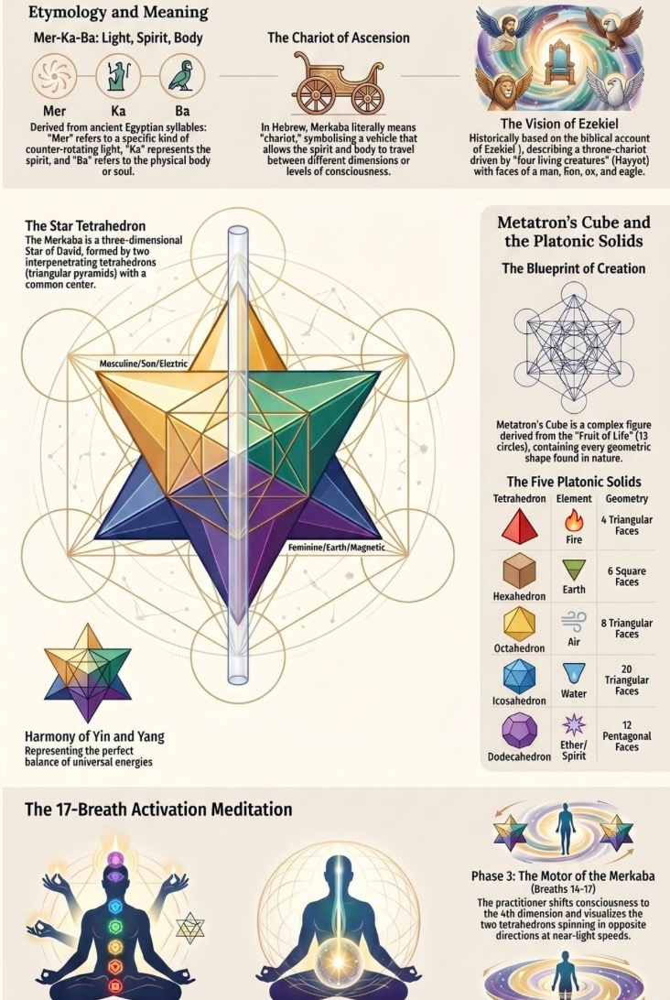 Etymology and Meaning
Mer-Ka-Ba: Light, Spirit, Body
Mer
Ka
Ba
Derived from ancient Egyptian syllables:
"Mer" refers to a specific kind of
counter-rotating light, "Ka" represents the
spirit, and "Ba" refers to the physical body
or soul.
The Chariot of Ascension
In Hebrew, Merkaba literally means
"chariot," symbolising a vehicle that
allows the spirit and body to travel
between different dimensions or
levels of consciousness.
The Vision of Ezekiel
Historically based on the biblical account
of Ezekiel ), describing a throne-chariot
driven by "four living creatures" (Hayyot)
with faces of a man, lion, ox, and eagle.
The Star Tetrahedron
The Merkaba is a three-dimensional
Star of David, formed by two
interpenetrating tetrahedrons
(triangular pyramids) with a
common center.
Masculine/Son/Elextric
Feminine/Earth/Magnetic
Harmony of Yin and Yang
Representing the perfect
balance of universal energies
Metatron's Cube and
the Platonic Solids
The Blueprint of Creation
Metatron's Cube is a complex figure
derived from the "Fruit of Life" (13
circles), containing every geometric
shape found in nature.
The Five Platonic Solids
Tetrahedron Element Geometry
Fire
4 Triangular
Faces
Hexahedron
Earth
6 Square
Faces
Octahedron
Air
8 Triangular
Faces
Icosahedron
Water
20
Triangular
Faces
Dodecahedron
Ether/
Spirit
12
Pentagonal
Faces
The 17-Breath Activation Meditation
Phase 3: The Motor of the Merkaba
(Breaths 14-17)
The practitioner shifts consciousness to
the 4th dimension and visualizes the
two tetrahedrons spinning in opposite
directions at near-light speeds.